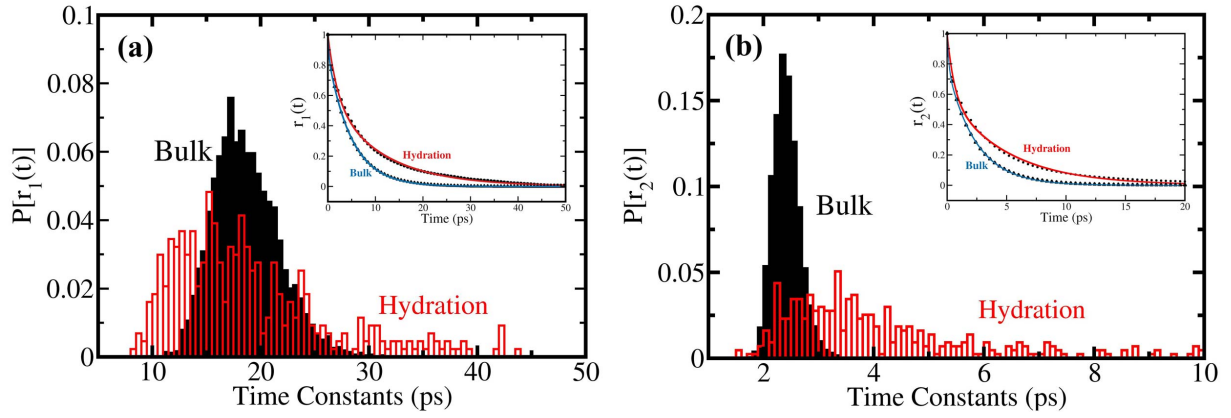 (a)
P[r₁(t)]
0.1
0.08
0.06
0.04
0.02
0
Bulk
Hydration
10 20 30 40 50
Time Constants (ps)
r₁(t)
1
0.8
0.6
0.4
0.2
0
Hydration
Bulk
0 10 20 30 40 50
Time (ps)
(b)
P[r₂(t)]
0.2
0.15
0.1
0.05
0
Bulk
Hydration
2 4 6 8 10
Time Constants (ps)
r₂(t)
1
0.8
0.6
0.4
0.2
0
Hydration
Bulk
0 5 10 15 20
Time (ps)